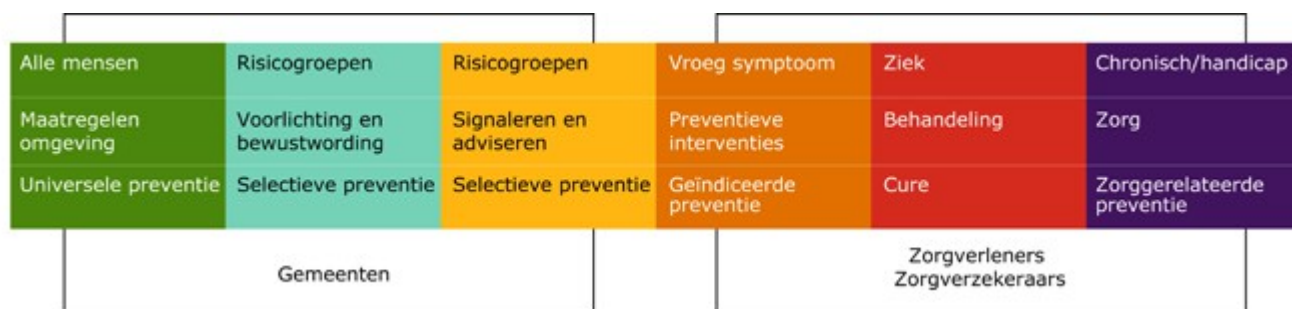 Alle mensen
Risicogroepen
Risicogroepen
Vroeg symptoom
Ziek
Chronisch/handicap
Maatregelen
omgeving
Voorlichting en
bewustwording
Signaleren en
adviseren
Preventieve
interventies
Behandeling
Zorg
Universele preventie
Selectieve preventie
Selectieve preventie
Geïndiceerde
preventie
Cure
Zorggerelateerde
preventie
Gemeenten
Zorgverleners
Zorgverzekeraars